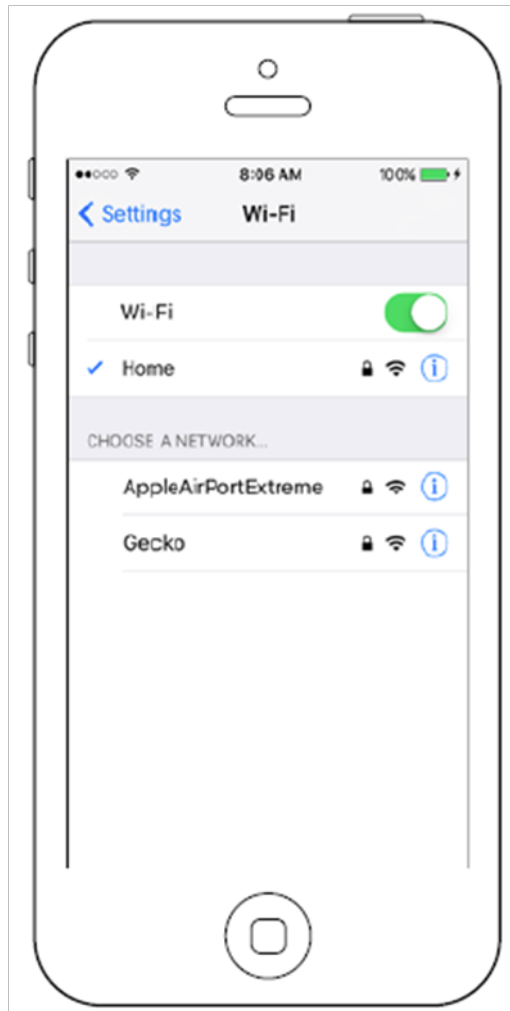 8:06 AM 100%
Settings Wi-Fi
Wi-Fi
Home
CHOOSE A NETWORK...
AppleAirPortExtreme
Gecko